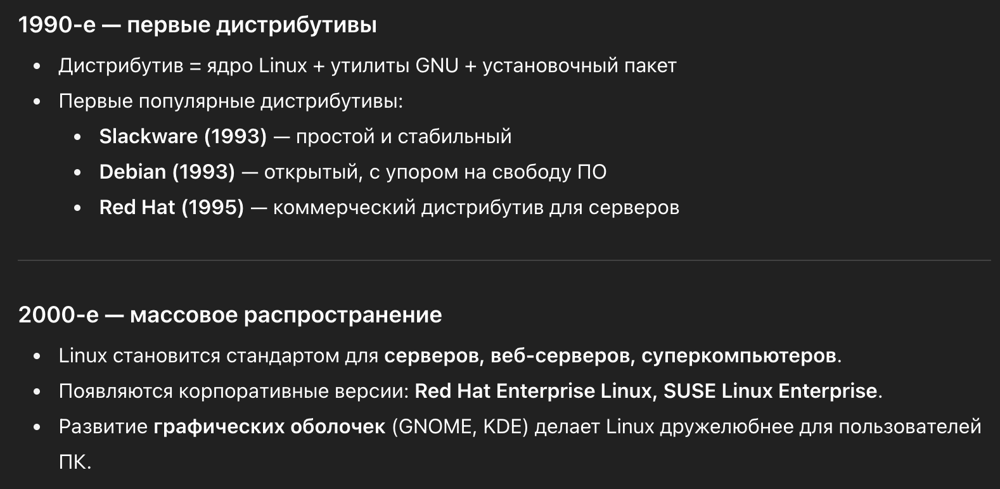 1990-е — первые дистрибутивы
• Дистрибутив = ядро Linux + утилиты GNU + установочный пакет
• Первые популярные дистрибутивы:
• Slackware (1993) — простой и стабильный
• Debian (1993) — открытый, с упором на свободу ПО
• Red Hat (1995) — коммерческий дистрибутив для серверов
2000-е — массовое распространение
• Linux становится стандартом для серверов, веб-серверов, суперкомпьютеров.
• Появляются корпоративные версии: Red Hat Enterprise Linux, SUSE Linux Enterprise.
• Развитие графических оболочек (GNOME, KDE) делает Linux дружелюбнее для пользователей
ПК.